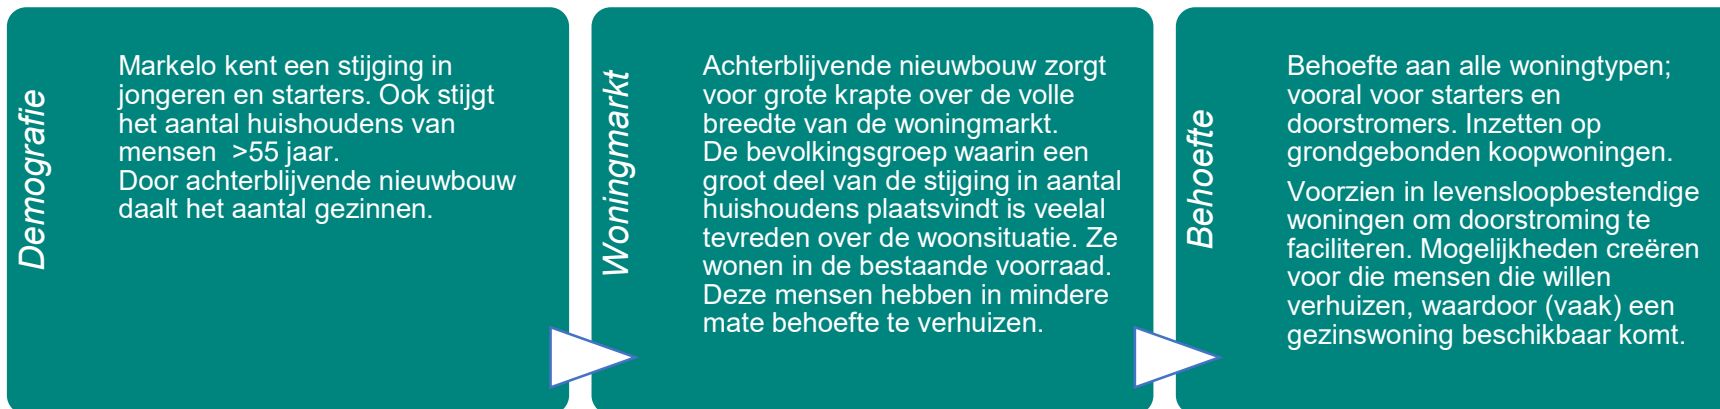 Demografie
Markelo kent een stijging in
jongeren en starters. Ook stijgt
het aantal huishoudens van
mensen  >55 jaar.
Door achterblijvende nieuwbouw
daalt het aantal gezinnen.
Woningmarkt
Achterblijvende nieuwbouw zorgt
voor grote krapte over de volle
breedte van de woningmarkt.
De bevolkingsgroep waarin een
groot deel van de stijging in aantal
huishoudens plaatsvindt is veelal
tevreden over de woonsituatie. Ze
wonen in de bestaande voorraad.
Deze mensen hebben in mindere
mate behoefte te verhuizen.
Behoefte
Behoefte aan alle woningtypen;
vooral voor starters en
doorstromers. Inzetten op
grondgebonden koopwoningen.
Voorzien in levensloopbestendige
woningen om doorstroming te
faciliteren. Mogelijkheden creëren
voor die mensen die willen
verhuizen, waardoor (vaak) een
gezinswoning beschikbaar komt.